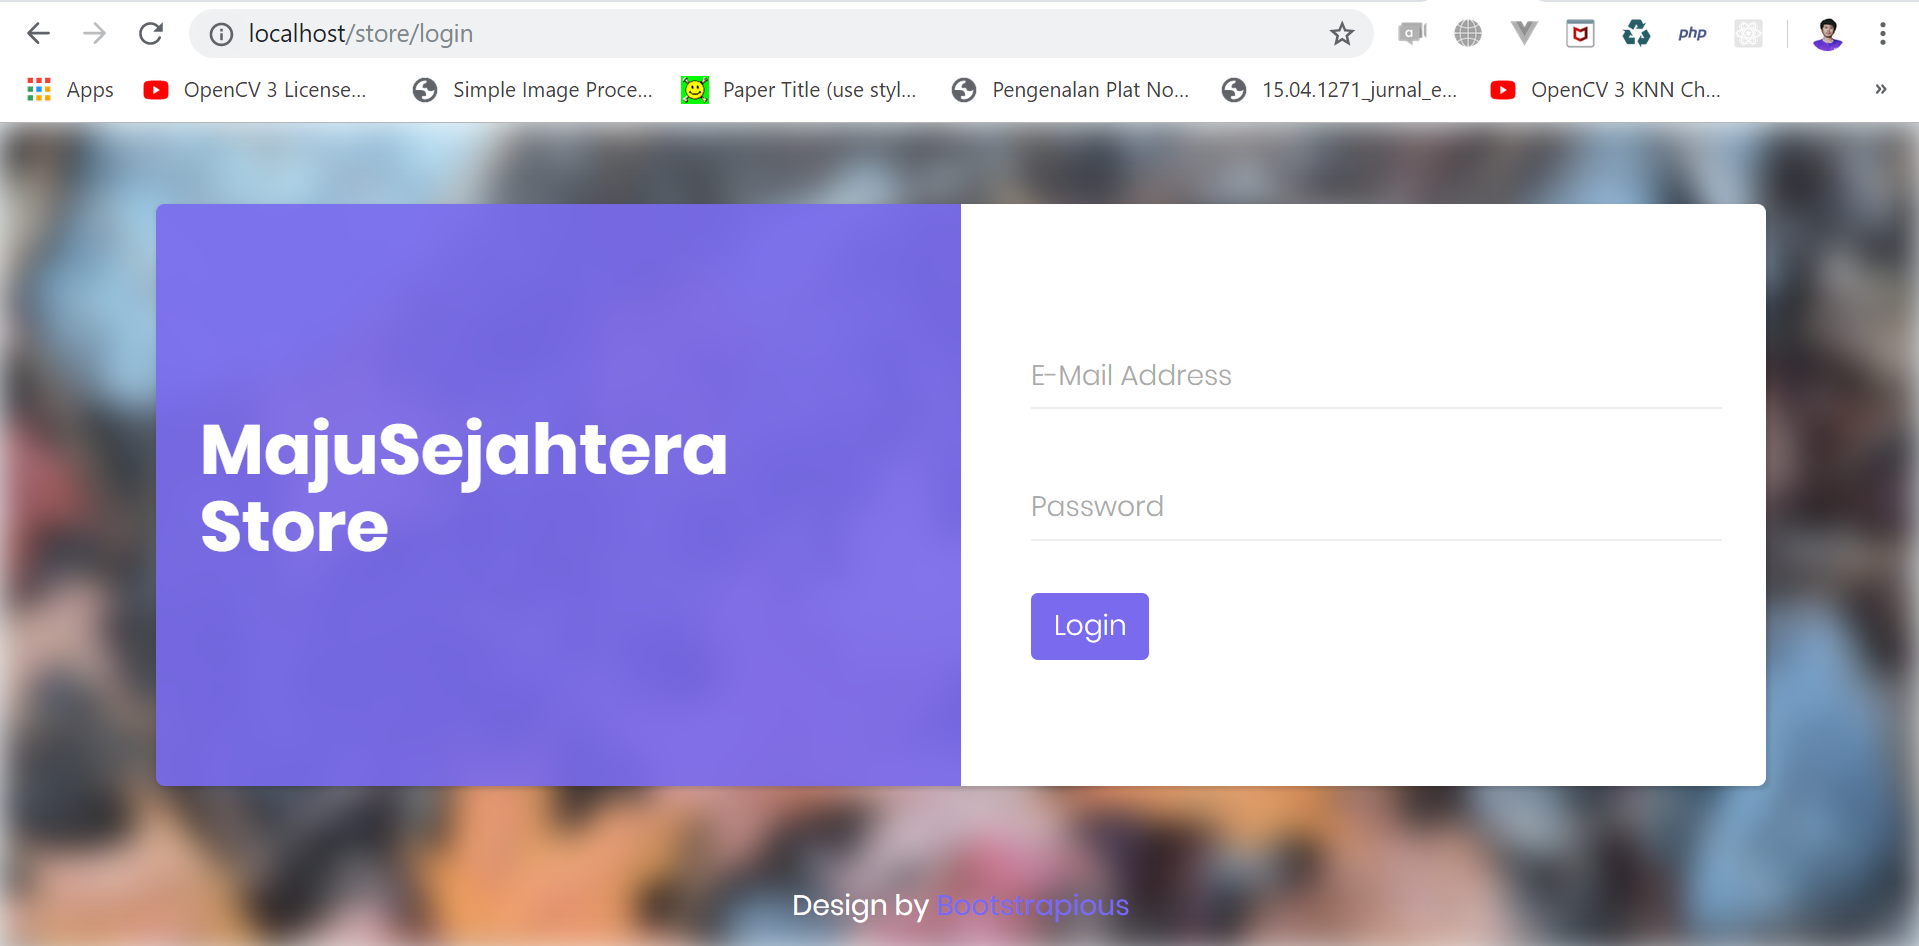 localhost/store/login
a
php
Apps
OpenCV 3 License...
Simple Image Proce...
Paper Title (use styl...
Pengenalan Plat No...
15.04.1271_jurnal_e...
OpenCV 3 KNN Ch...
»
MajuSejahtera
Store
E-Mail Address
Password
Login
Design by Bootstrapious